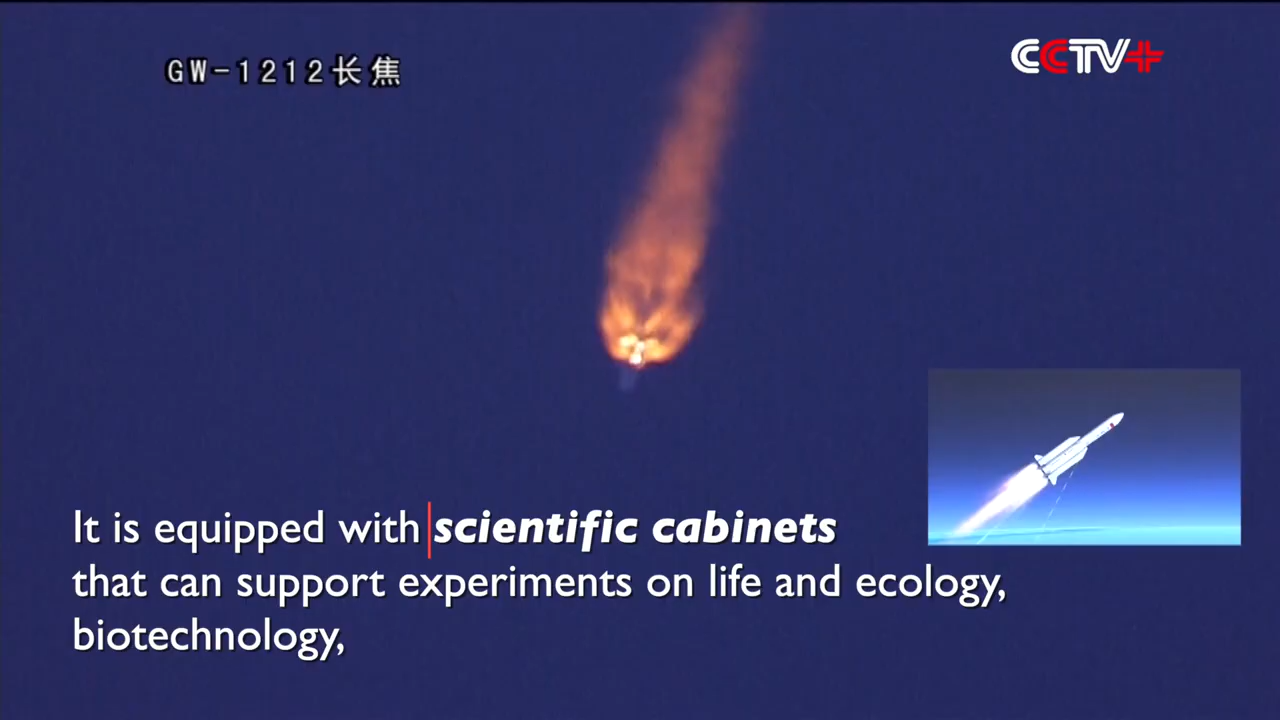 GW-1212长焦
CCTV+
It is equipped with scientific cabinets
that can support experiments on life and ecology,
biotechnology,